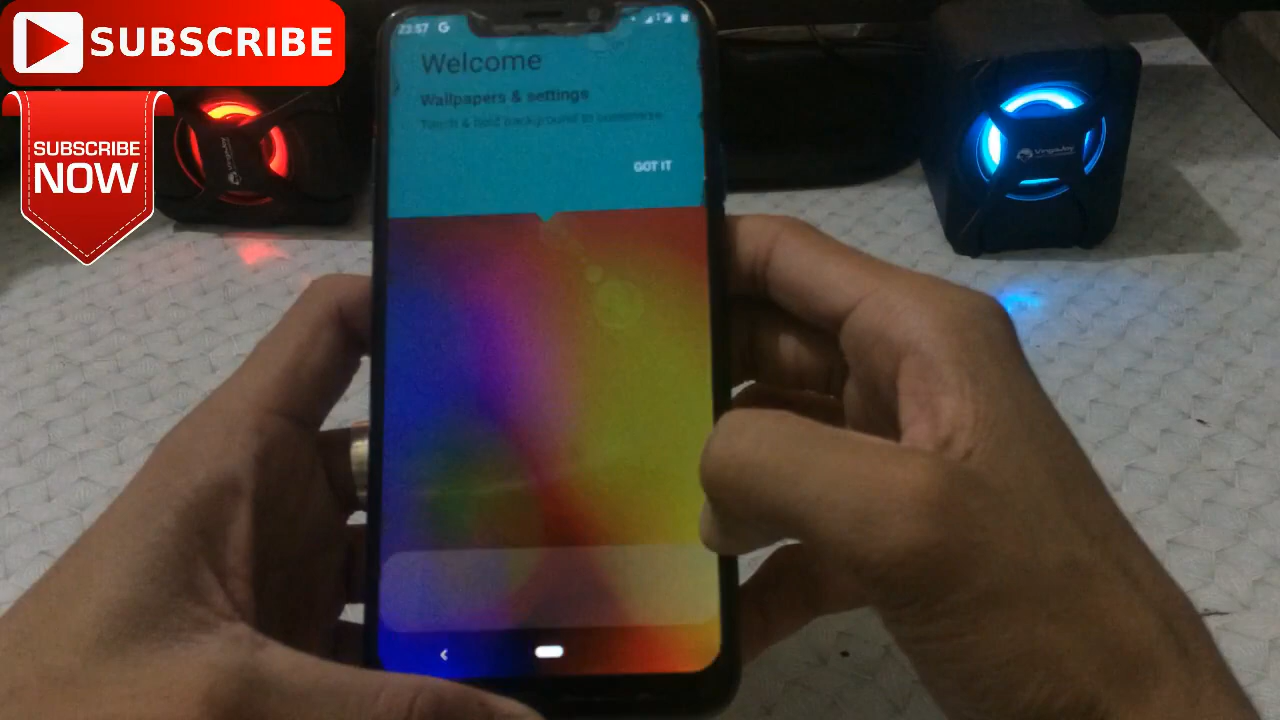 SUBSCRIBE
SUBSCRIBE
NOW
23:57 G
Welcome
Wallpapers & settings
Touch & hold background to customize
GOT IT